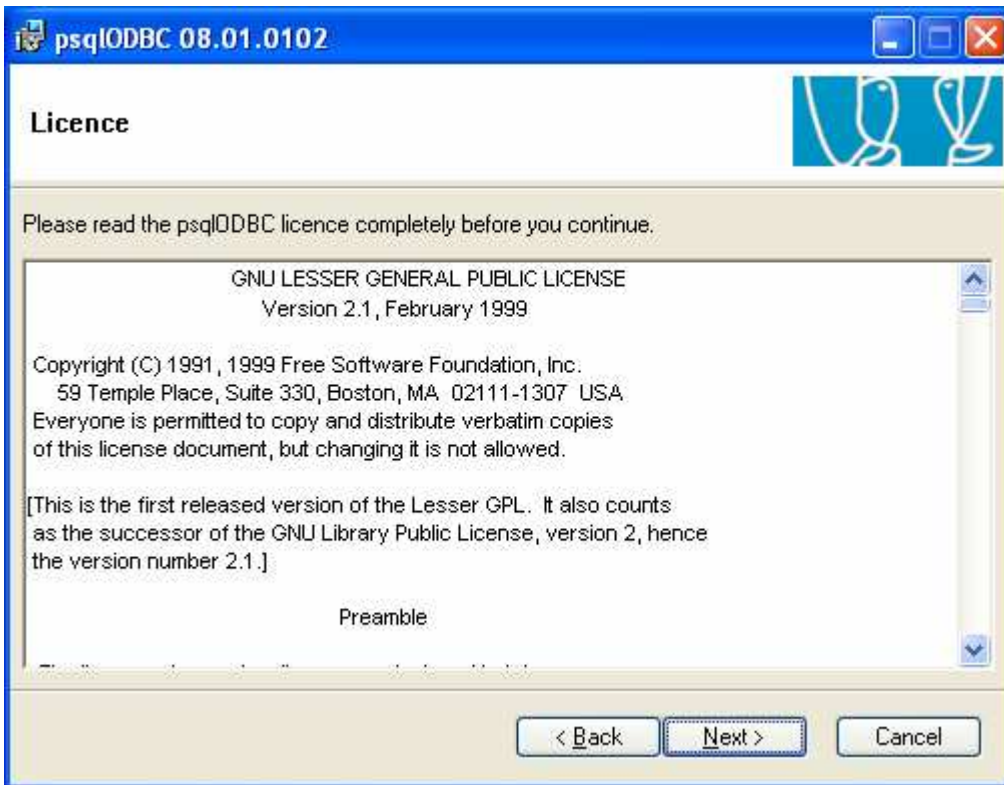 psqlODBC 08.01.0102
Licence
Please read the psqlODBC licence completely before you continue.
GNU LESSER GENERAL PUBLIC LICENSE
Version 2.1, February 1999
Copyright (C) 1991, 1999 Free Software Foundation, Inc.
59 Temple Place, Suite 330, Boston, MA 02111-1307 USA
Everyone is permitted to copy and distribute verbatim copies
of this license document, but changing it is not allowed.
[This is the first released version of the Lesser GPL. It also counts
as the successor of the GNU Library Public License, version 2, hence
the version number 2.1.]
Preamble
< Back
Next >
Cancel